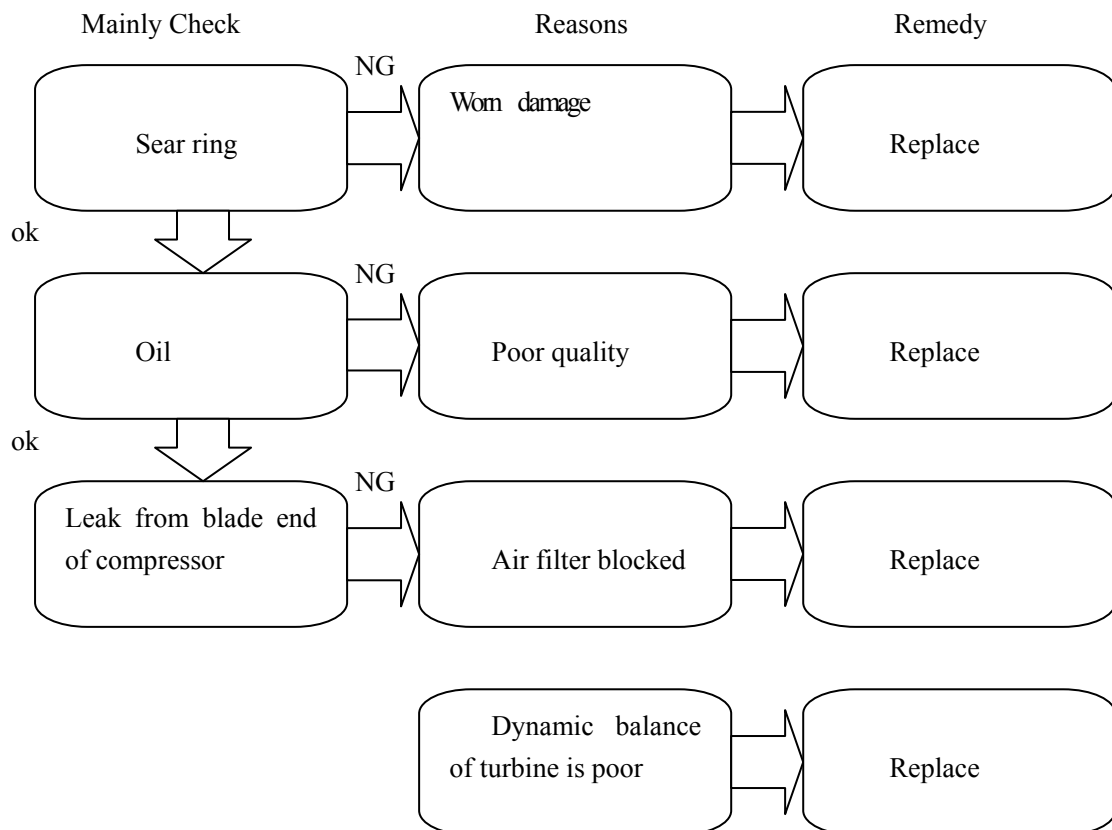 Mainly Check Reasons Remedy
NG
Sear ring
Worn damage
Replace
ok
NG
Oil
Poor quality
Replace
ok
NG
Leak from blade end
of compressor
Air filter blocked
Replace
Dynamic balance
of turbine is poor
Replace